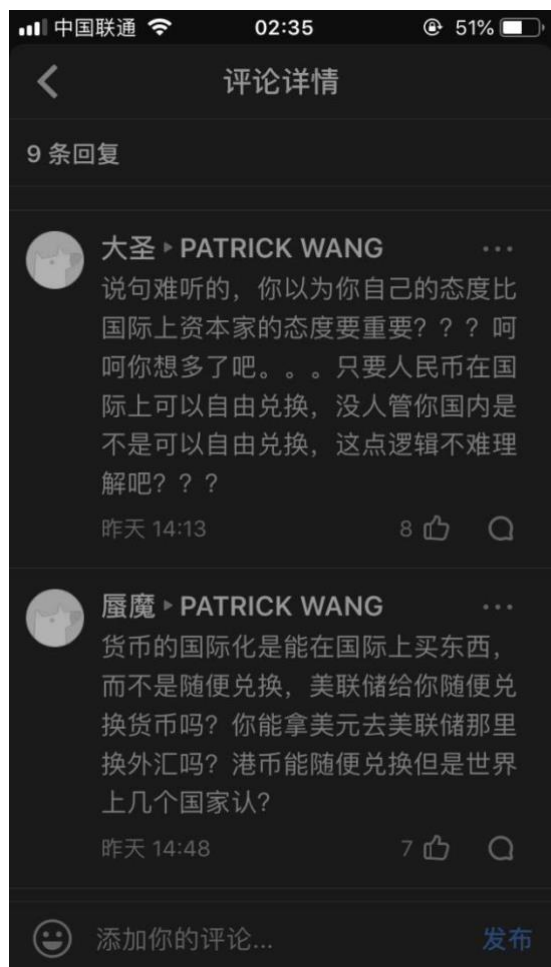 中国联通 02:35 51%
评论详情
9 条回复
大圣 ▸ PATRICK WANG
说句难听的，你以为你自己的态度比
国际上资本家的态度要重要？？？呵
呵你想多了吧。。。只要人民币在国
际上可以自由兑换，没人管你国内是
不是可以自由兑换，这点逻辑不难理
解吧？？？
昨天 14:13 8
蜃魔 ▸ PATRICK WANG
货币的国际化是能在国际上买东西，
而不是随便兑换，美联储给你随便兑
换货币吗？你能拿美元去美联储那里
换外汇吗？港币能随便兑换但是世界
上几个国家认？
昨天 14:48 7
添加你的评论... 发布